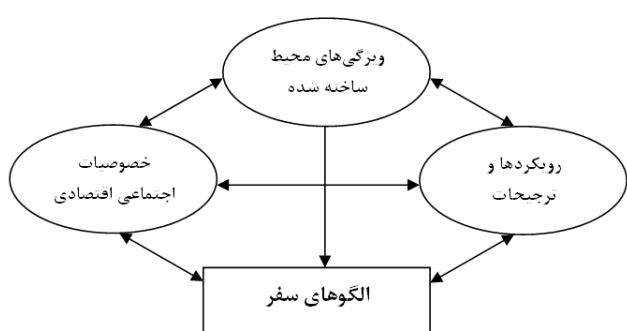 ویژگی‌های محیط
ساخته شده
رویکردها و
ترجیحات
خصوصیات
اجتماعی اقتصادی
الگوهای سفر